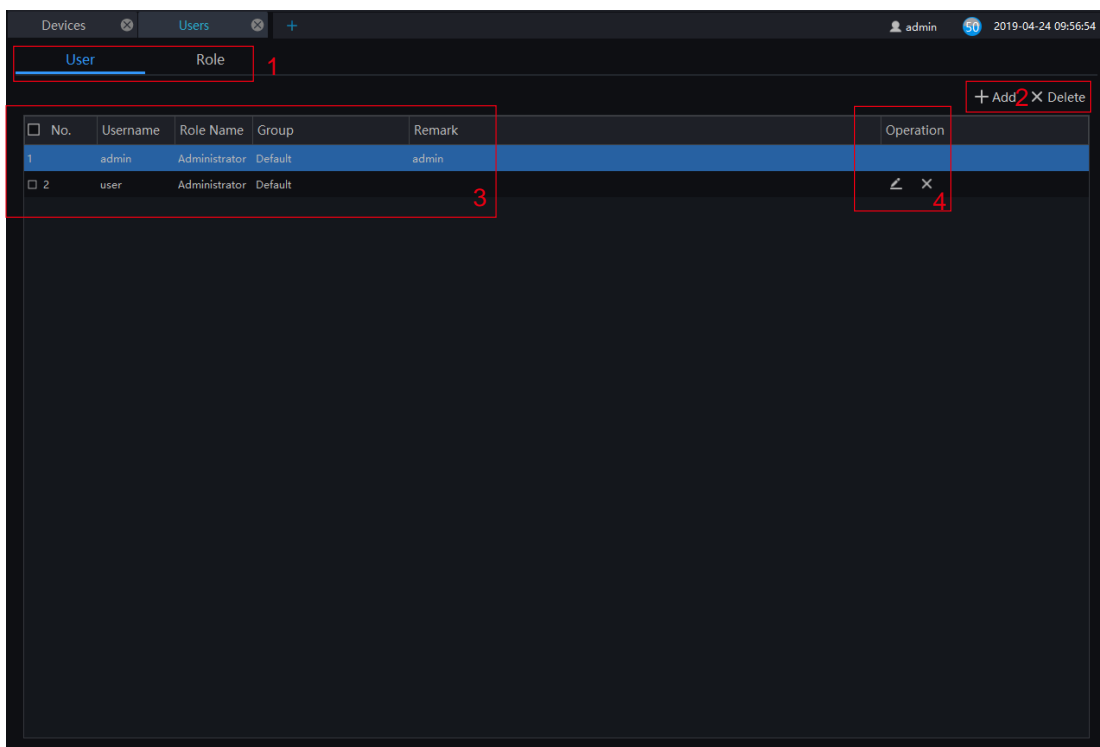 Devices Users + admin 50 2019-04-24 09:56:54
User Role 1
Add 2 Delete
No. Username Role Name Group Remark Operation
1 admin Administrator Default admin
2 user Administrator Default
3 4